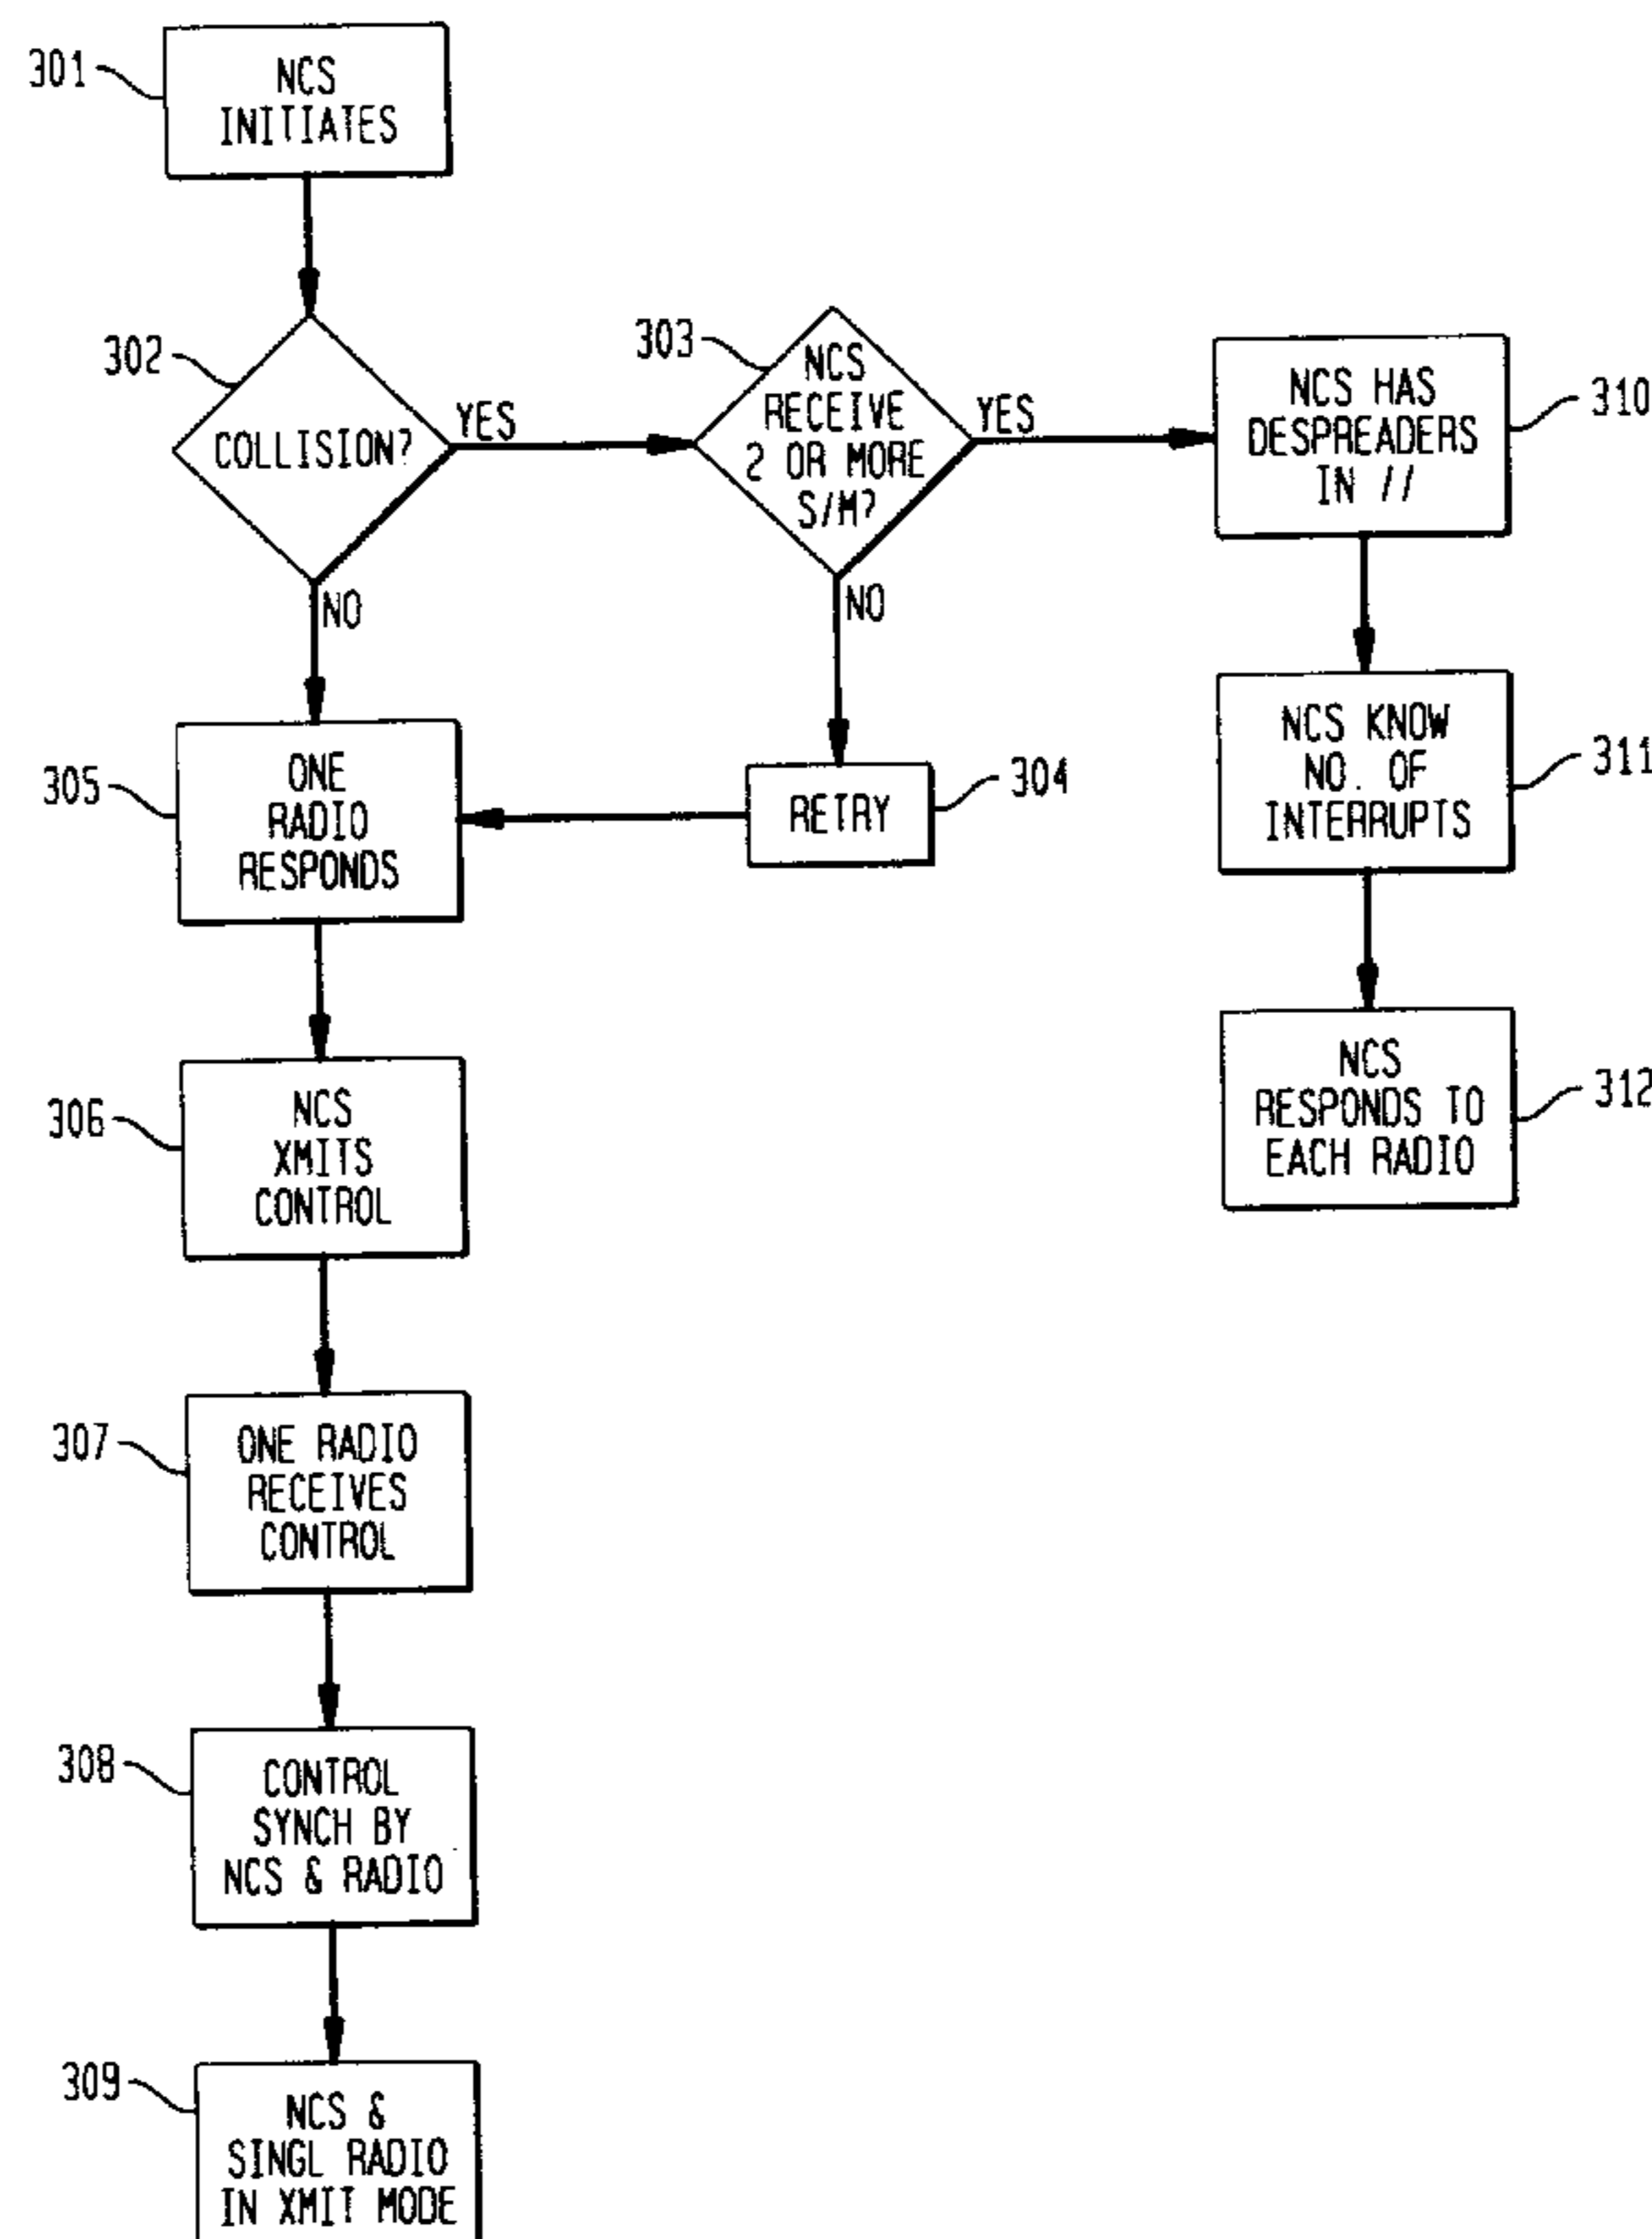 301
NCS
INITIATES
302
COLLISION?
YES
NO
303
NCS
RECEIVE
2 OR MORE
S/M?
YES
NO
310
NCS HAS
DESPREADERS
IN //
305
ONE
RADIO
RESPONDS
304
RETRY
311
NCS KNOW
NO. OF
INTERRUPTS
306
NCS
XMITS
CONTROL
312
NCS
RESPONDS TO
EACH RADIO
307
ONE RADIO
RECEIVES
CONTROL
308
CONTROL
SYNCH BY
NCS & RADIO
309
NCS &
SINGL RADIO
IN XMIT MODE